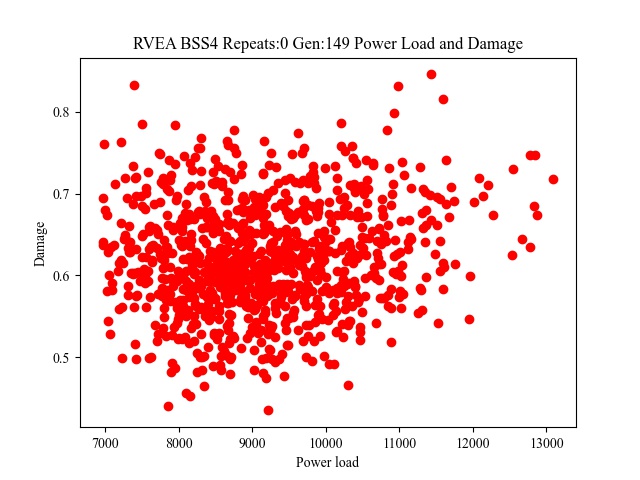 RVEA BSS4 Repeats:0 Gen:149 Power Load and Damage
0.8
0.7
0.6
0.5
Damage
7000 8000 9000 10000 11000 12000 13000
Power load